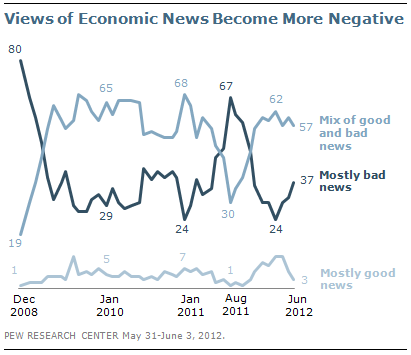 Views of Economic News Become More Negative
80
65
68
67
62
57
Mix of good
and bad
news
Mostly bad
news
37
29
24
30
24
19
1
5
7
1
3
Mostly good
news
Dec
2008
Jan
2010
Jan
2011
Aug
2011
Jun
2012
PEW RESEARCH CENTER May 31-June 3, 2012.